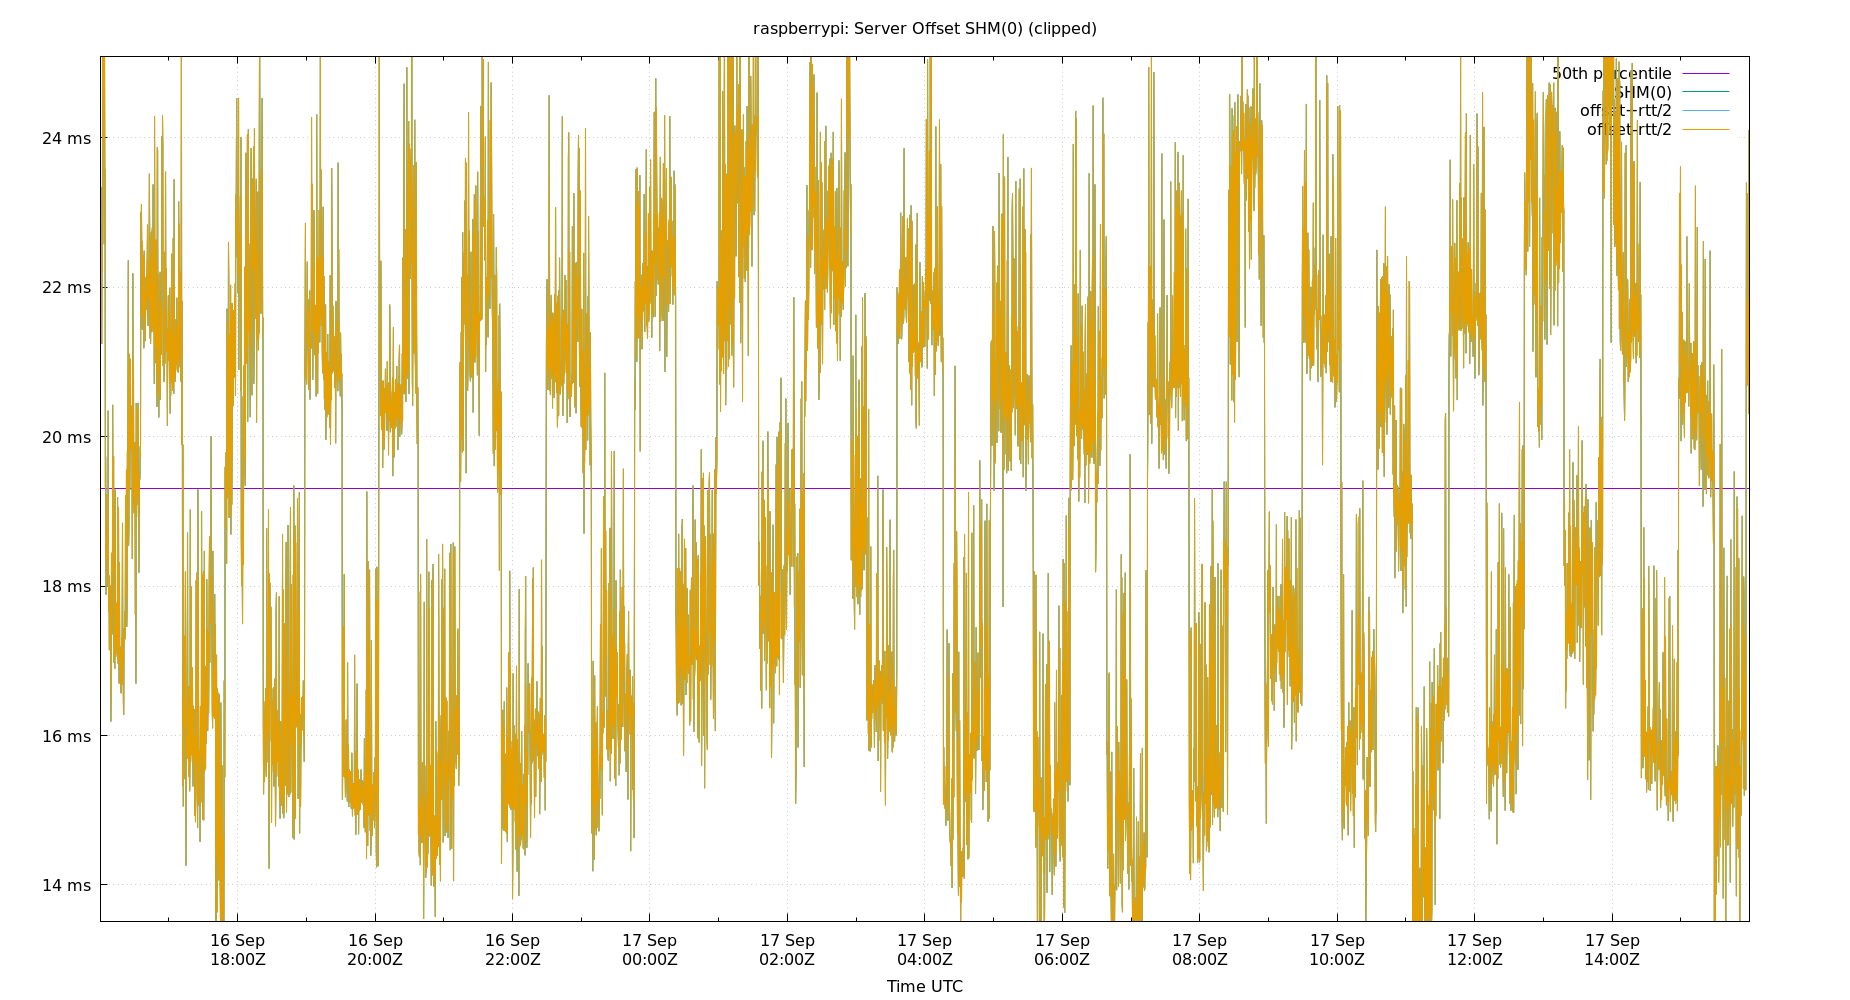 raspberrypi: Server Offset SHM(0) (clipped)
50th percentile
SHM(0)
offset+rtt/2
offset-rtt/2
24 ms
22 ms
20 ms
18 ms
16 ms
14 ms
16 Sep 18:00Z
16 Sep 20:00Z
16 Sep 22:00Z
17 Sep 00:00Z
17 Sep 02:00Z
17 Sep 04:00Z
17 Sep 06:00Z
17 Sep 08:00Z
17 Sep 10:00Z
17 Sep 12:00Z
17 Sep 14:00Z
Time UTC